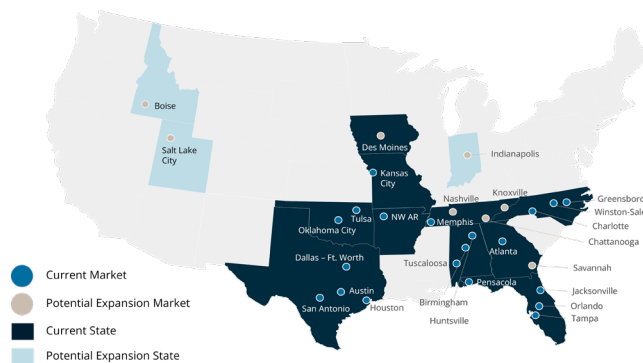 Boise
Salt Lake
City
Des Moines
Indianapolis
Kansas
City
Nashville
Knoxville
Greensboro
Winston-Sale
Charlotte
Chattanooga
Tulsa
NW AR
Memphis
Oklahoma City
Atlanta
Dallas – Ft. Worth
Tuscaloosa
Savannah
Pensacola
Jacksonville
Austin
San Antonio
Houston
Birmingham
Orlando
Huntsville
Tampa
Current Market
Potential Expansion Market
Current State
Potential Expansion State